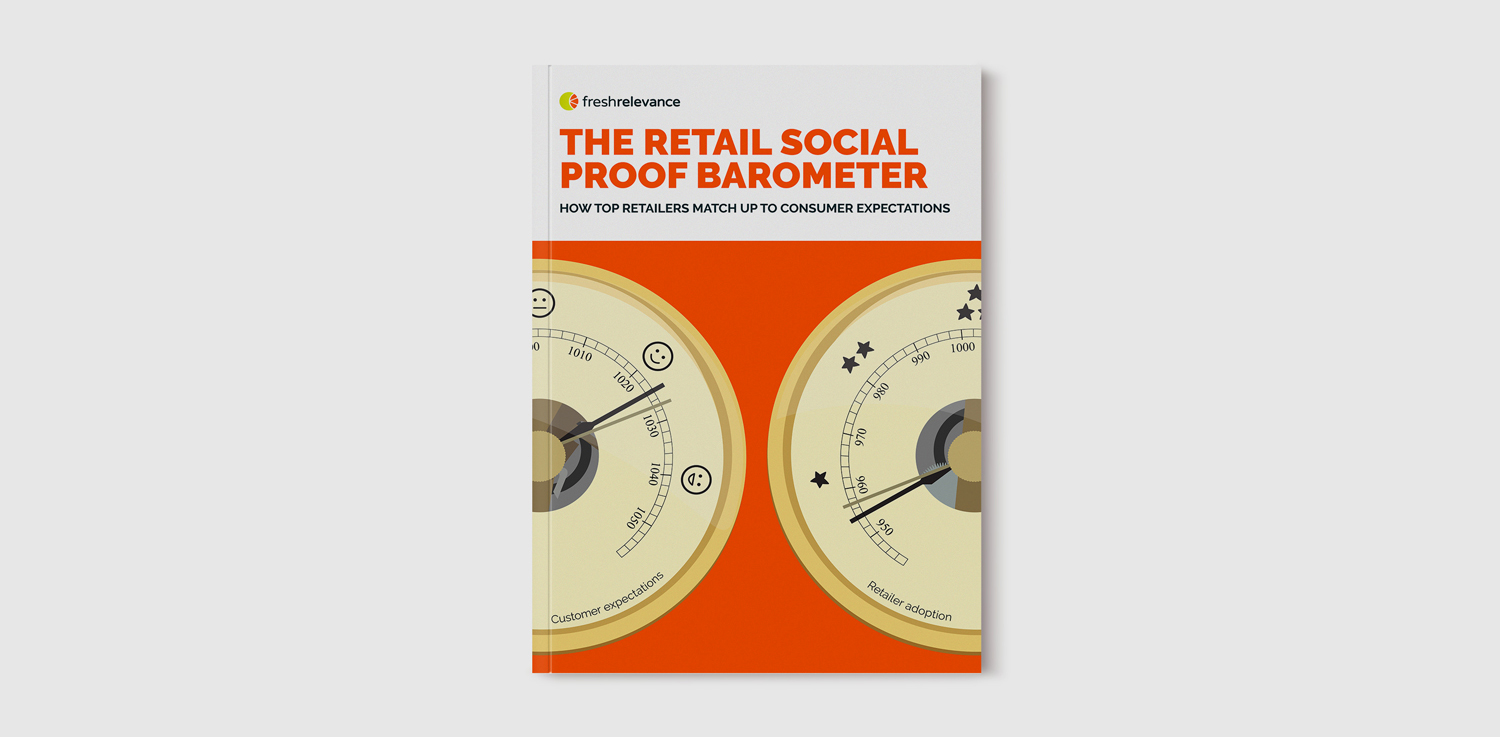 freshrelevance
THE RETAIL SOCIAL
PROOF BAROMETER
HOW TOP RETAILERS MATCH UP TO CONSUMER EXPECTATIONS
1010
1020
1030
1040
1050
Customer expectations
1000
990
980
970
960
950
Retailer adoption